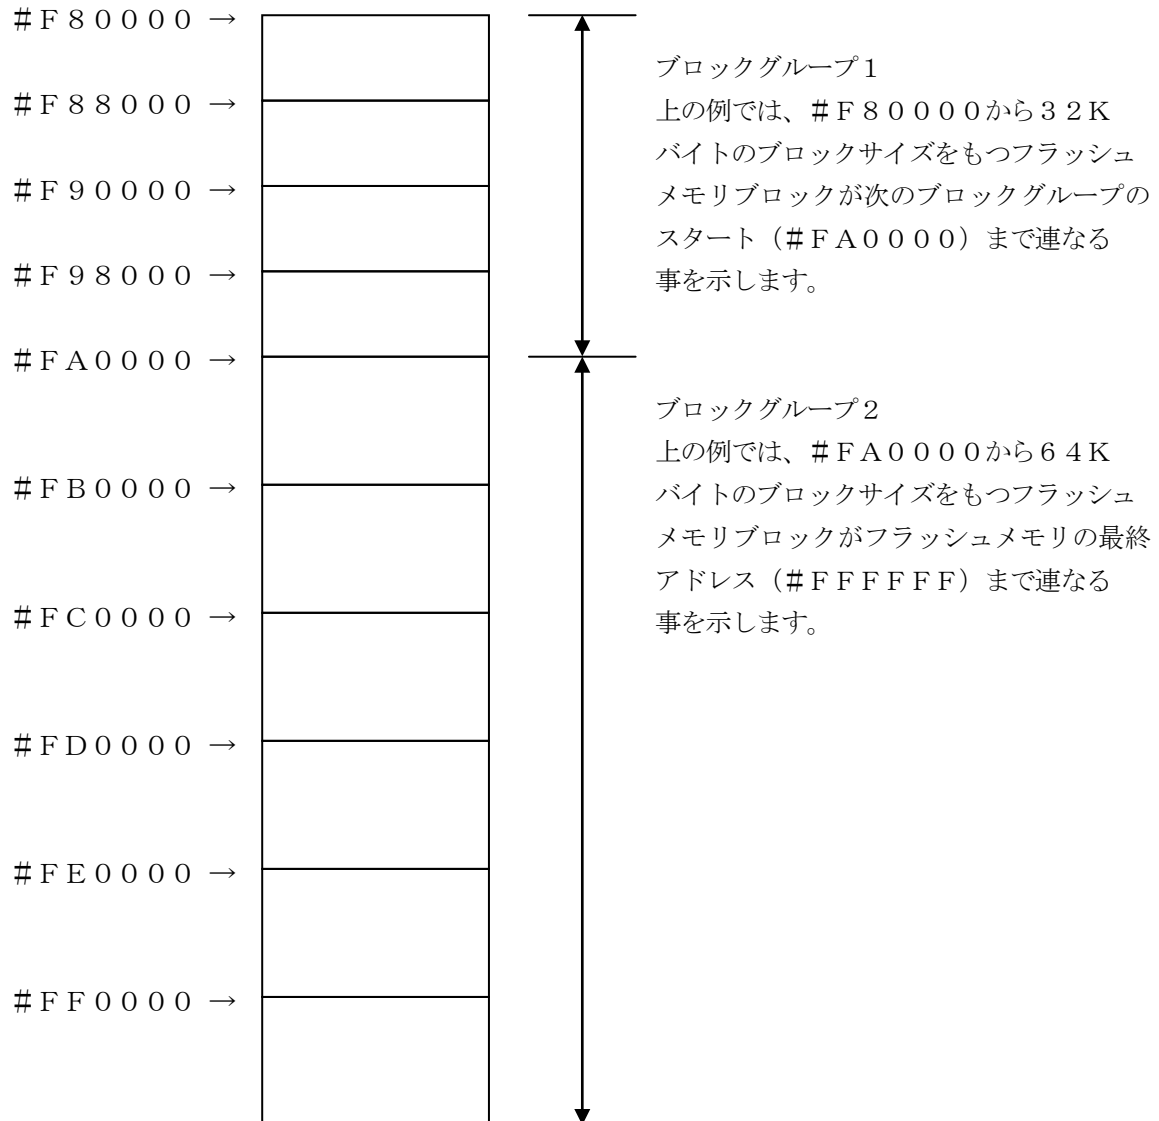 ＃Ｆ８００００ →
ブロックグループ１
＃Ｆ８８０００ →
上の例では、＃Ｆ８００００から３２Ｋ
バイトのブロックサイズをもつフラッシュ
＃Ｆ９００００ →
メモリブロックが次のブロックグループの
スタート（＃ＦＡ００００）まで連なる
＃Ｆ９８０００ →
事を示します。
＃ＦＡ００００ →
ブロックグループ２
上の例では、＃ＦＡ００００から６４Ｋ
＃ＦＢ００００ →
バイトのブロックサイズをもつフラッシュ
メモリブロックがフラッシュメモリの最終
アドレス（＃ＦＦＦＦＦＦ）まで連なる
＃ＦＣ００００ →
事を示します。
＃ＦＤ００００ →
＃ＦＥ００００ →
＃ＦＦ００００ →